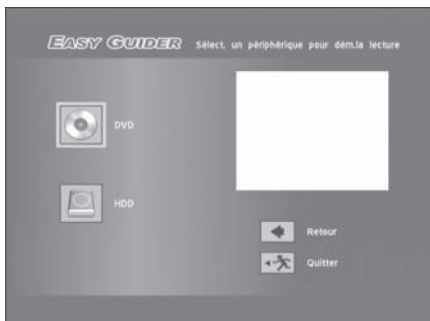 EASY GUIDER Sélect. un périphérique pour dém.la lecture
DVD
HDD
Retour
Quitter